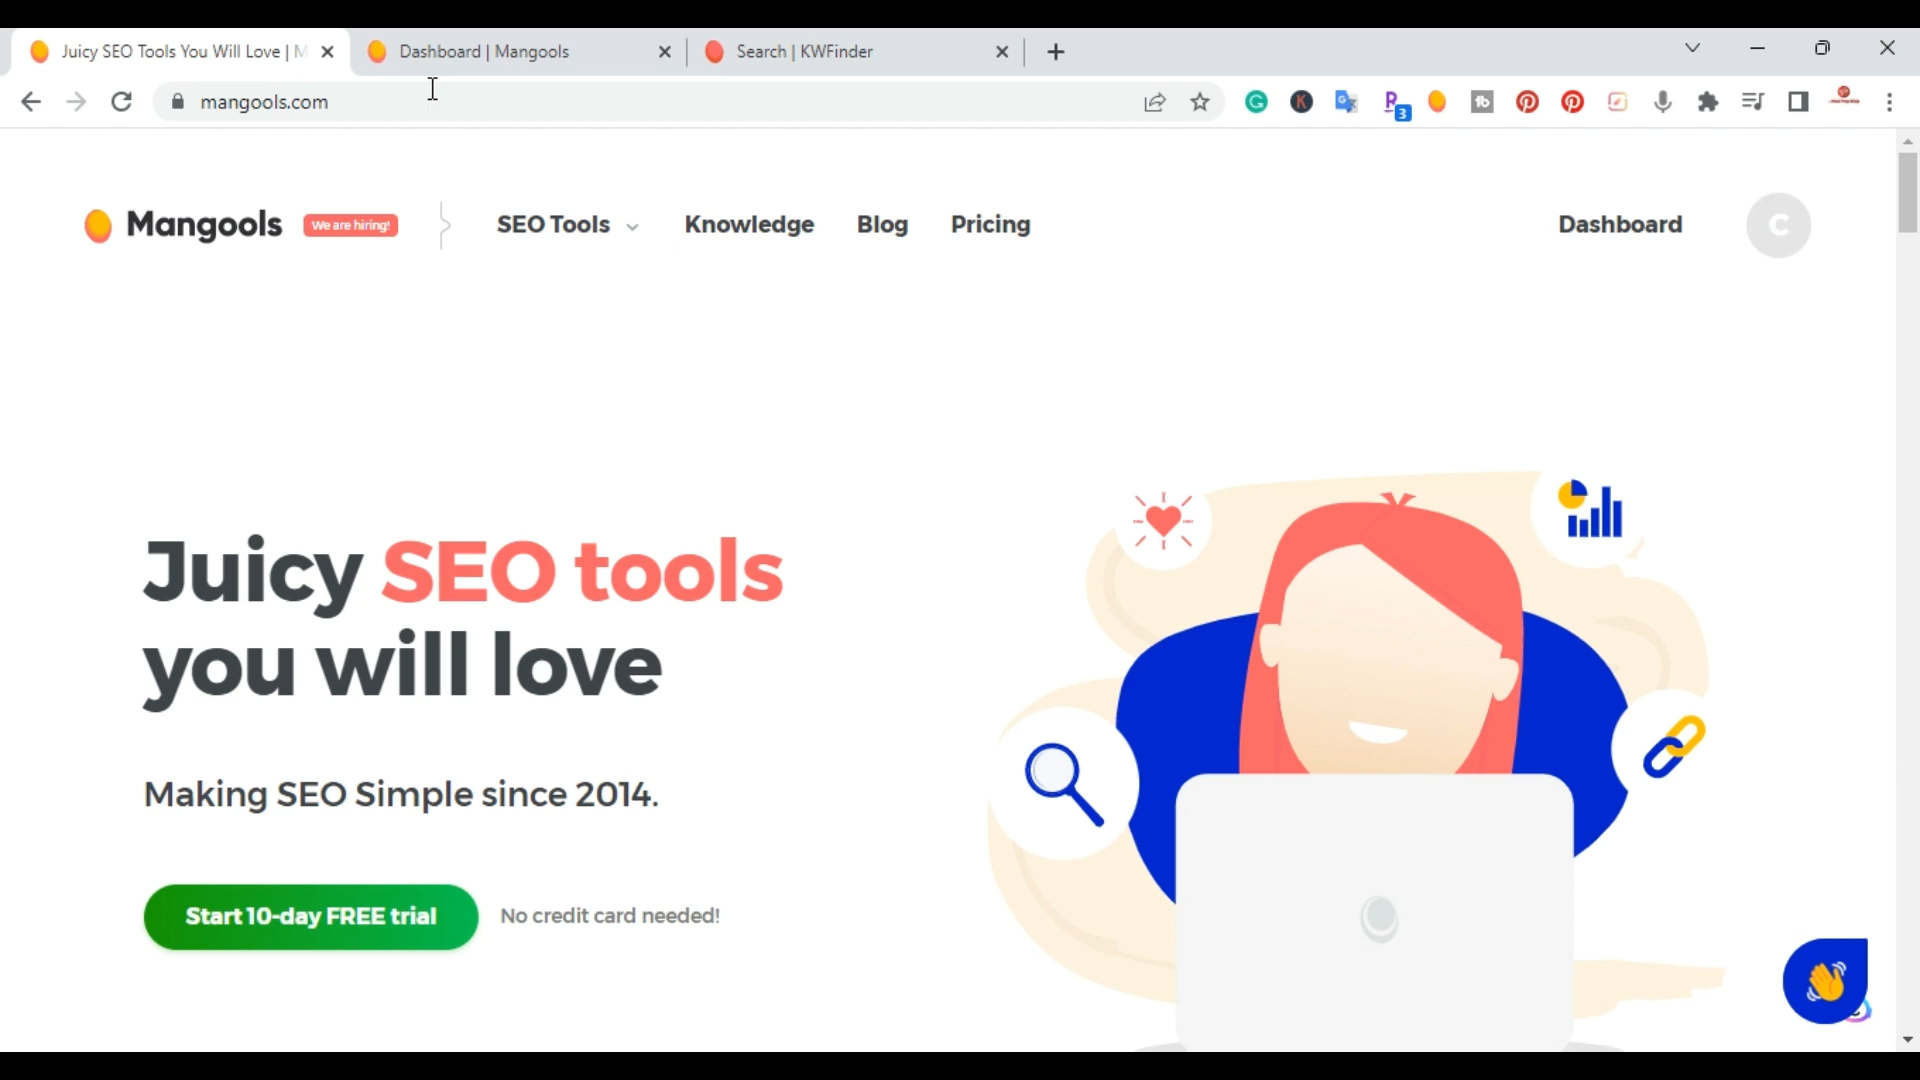 Juicy SEO Tools You Will Love | M
Dashboard | Mangools
Search | KWFinder
mangools.com
3
Mangools
We are hiring!
SEO Tools
Knowledge
Blog
Pricing
Dashboard
C
Juicy SEO tools
you will love
Making SEO Simple since 2014.
Start 10-day FREE trial
No credit card needed!